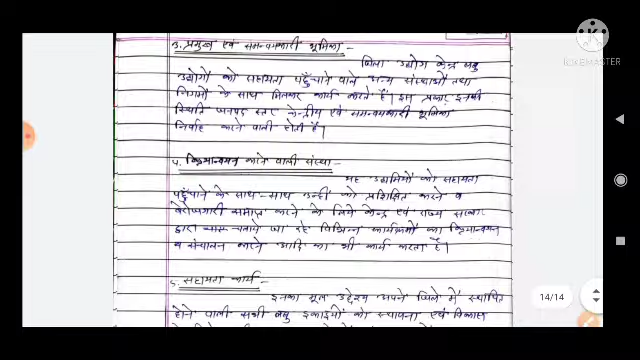 3. प्रमुख एवं समन्वयकारी भूमिका –
जिला उद्योग केन्द्र लघु
उद्योगों को सहायता पहुँचाने वाले अन्य संस्थाओं तथा
निगमों के साथ मिलकर कार्य करते हैं। इस प्रकार इनकी
स्थिति जनपद स्तर केन्द्रीय एवं समन्वयकारी भूमिका
निर्वाह करने वाली होती है।
4. क्रियान्वयन करने वाली संस्था –
यह उद्यमियों को सहायता
पहुँचाने के साथ-साथ उन्हीं को प्रशिक्षित करने व
बेरोजगारी समाप्त करने के लिये केन्द्र एवं राज्य सरकार
द्वारा चलाये जा रहे विभिन्न कार्यक्रमों का क्रियान्वयन
व संचालन करने आदि का भी कार्य करता है।
5. सहायता कार्य –
इनका मूल उद्देश्य अपने जिले में स्थापित
होने वाली सभी लघु इकाइयों को स्थापना एवं विकास
14/14
KINEMASTER